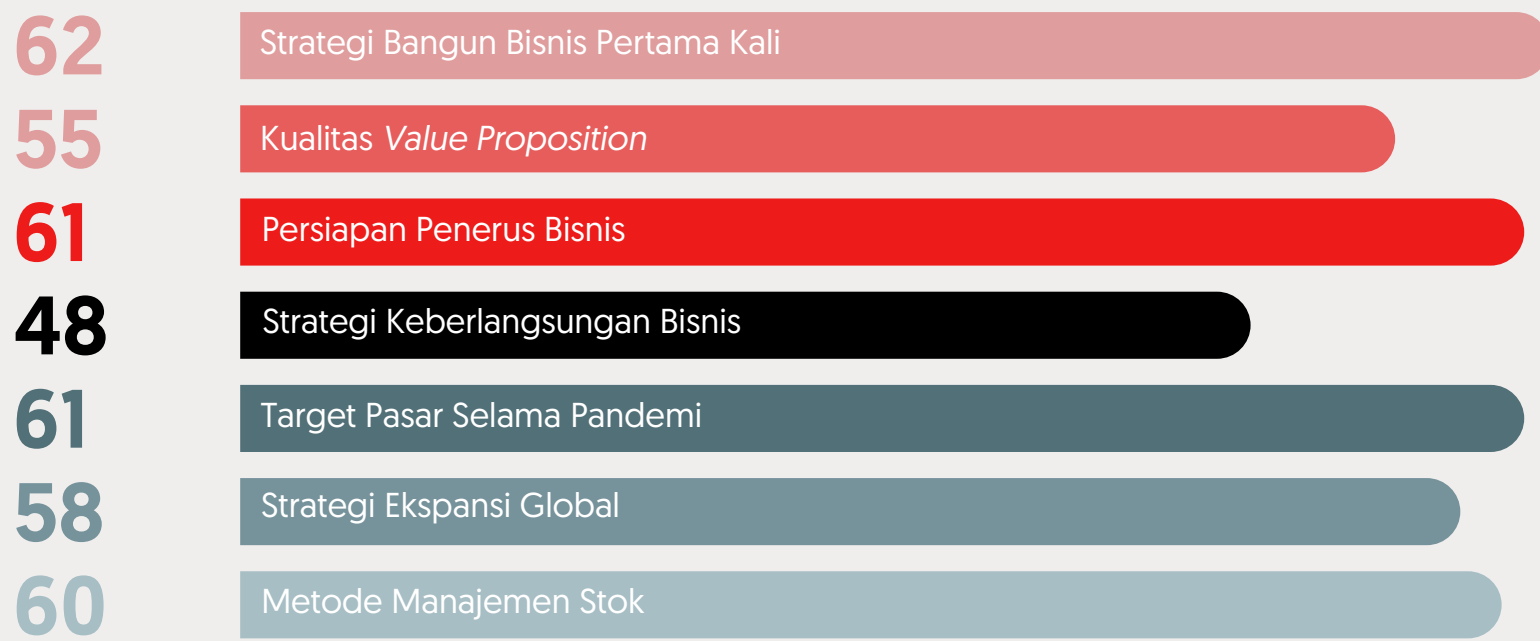 62 Strategi Bangun Bisnis Pertama Kali
55 Kualitas Value Proposition
61 Persiapan Penerus Bisnis
48 Strategi Keberlangsungan Bisnis
61 Target Pasar Selama Pandemi
58 Strategi Ekspansi Global
60 Metode Manajemen Stok